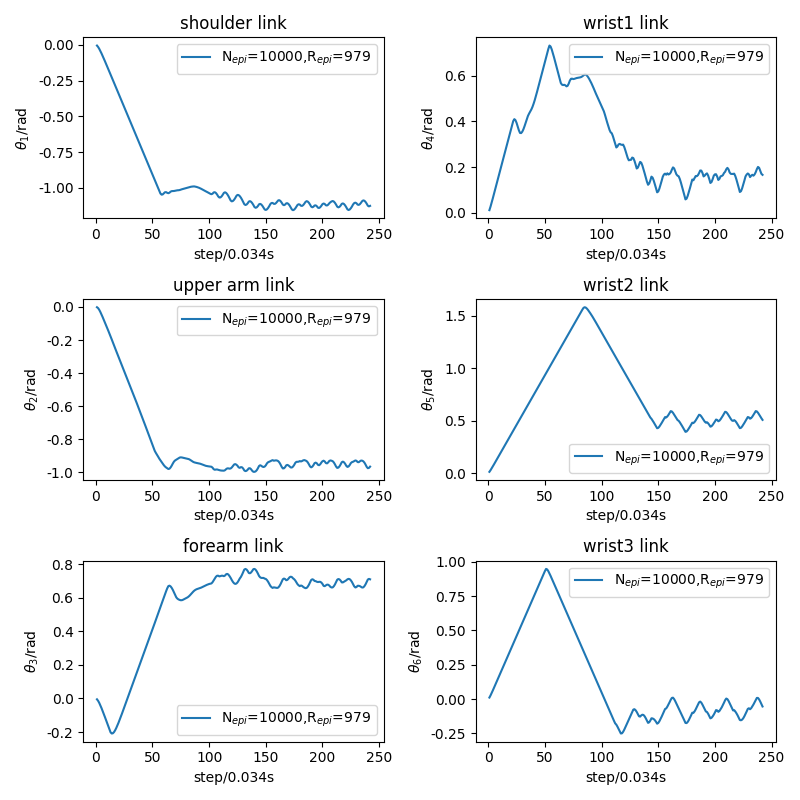 shoulder link
N_epi=10000,R_epi=979
0.00
-0.25
-0.50
-0.75
-1.00
θ₁/rad
0 50 100 150 200 250
step/0.034s
wrist1 link
N_epi=10000,R_epi=979
0.6
0.4
0.2
0.0
θ₄/rad
0 50 100 150 200 250
step/0.034s
upper arm link
N_epi=10000,R_epi=979
0.0
-0.2
-0.4
-0.6
-0.8
-1.0
θ₂/rad
0 50 100 150 200 250
step/0.034s
wrist2 link
1.5
1.0
0.5
0.0
θ₅/rad
N_epi=10000,R_epi=979
0 50 100 150 200 250
step/0.034s
forearm link
0.8
0.6
0.4
0.2
0.0
-0.2
θ₃/rad
N_epi=10000,R_epi=979
0 50 100 150 200 250
step/0.034s
wrist3 link
N_epi=10000,R_epi=979
1.00
0.75
0.50
0.25
0.00
-0.25
θ₆/rad
0 50 100 150 200 250
step/0.034s